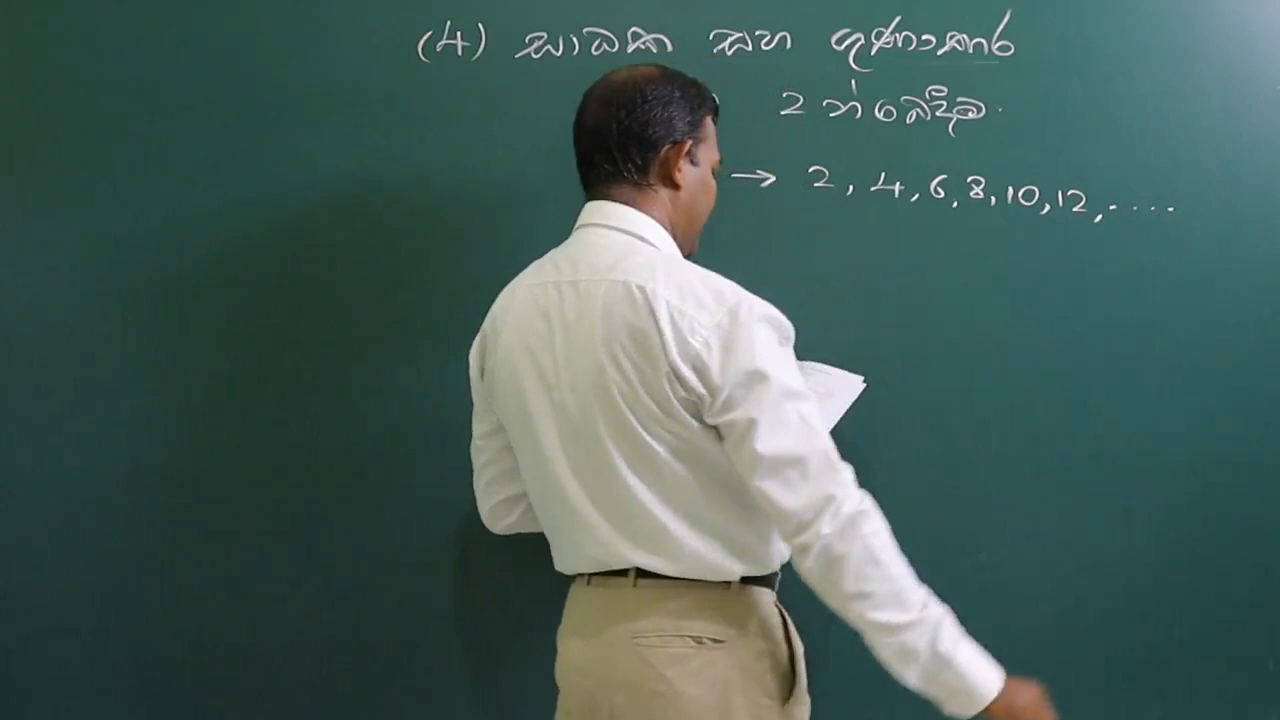 (4) සාධක සහ ගුණාකාර
2 න් බෙදීම.
→ 2, 4, 6, 8, 10, 12, .....